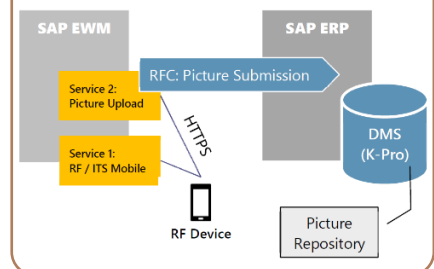 SAP EWM
SAP ERP
RFC: Picture Submission
Service 2:
Picture Upload
HTTPS
DMS
(K-Pro)
Service 1:
RF / ITS Mobile
RF Device
Picture
Repository